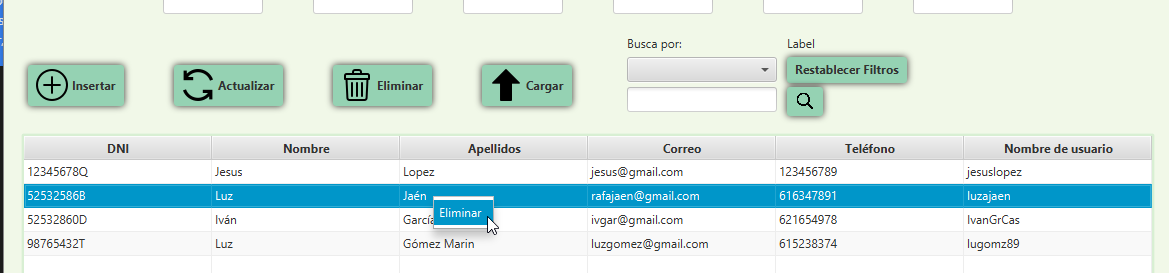 Busca por: Label
Insertar Actualizar Eliminar Cargar Restablecer Filtros
DNI Nombre Apellidos Correo Teléfono Nombre de usuario
12345678Q Jesus Lopez jesus@gmail.com 123456789 jesuslopez
52532586B Luz Jaén rafajaen@gmail.com 616347891 luzajaen
Eliminar
52532860D Iván García ivgar@gmail.com 621654978 IvanGrCas
98765432T Luz Gómez Marin luzgomez@gmail.com 615238374 lugomz89